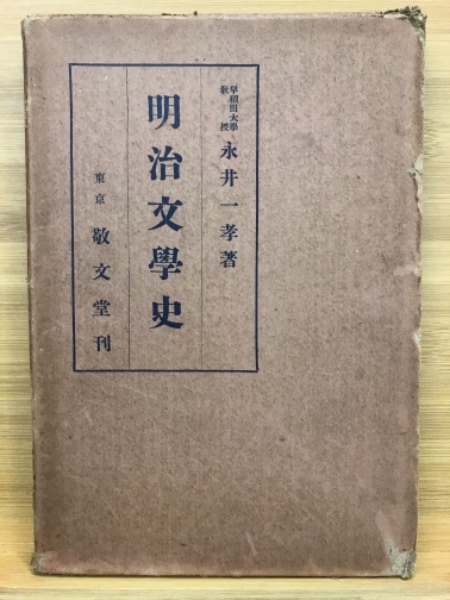 早稲田大學教授 永井一孝著
明治文學史
東京 敬文堂刊